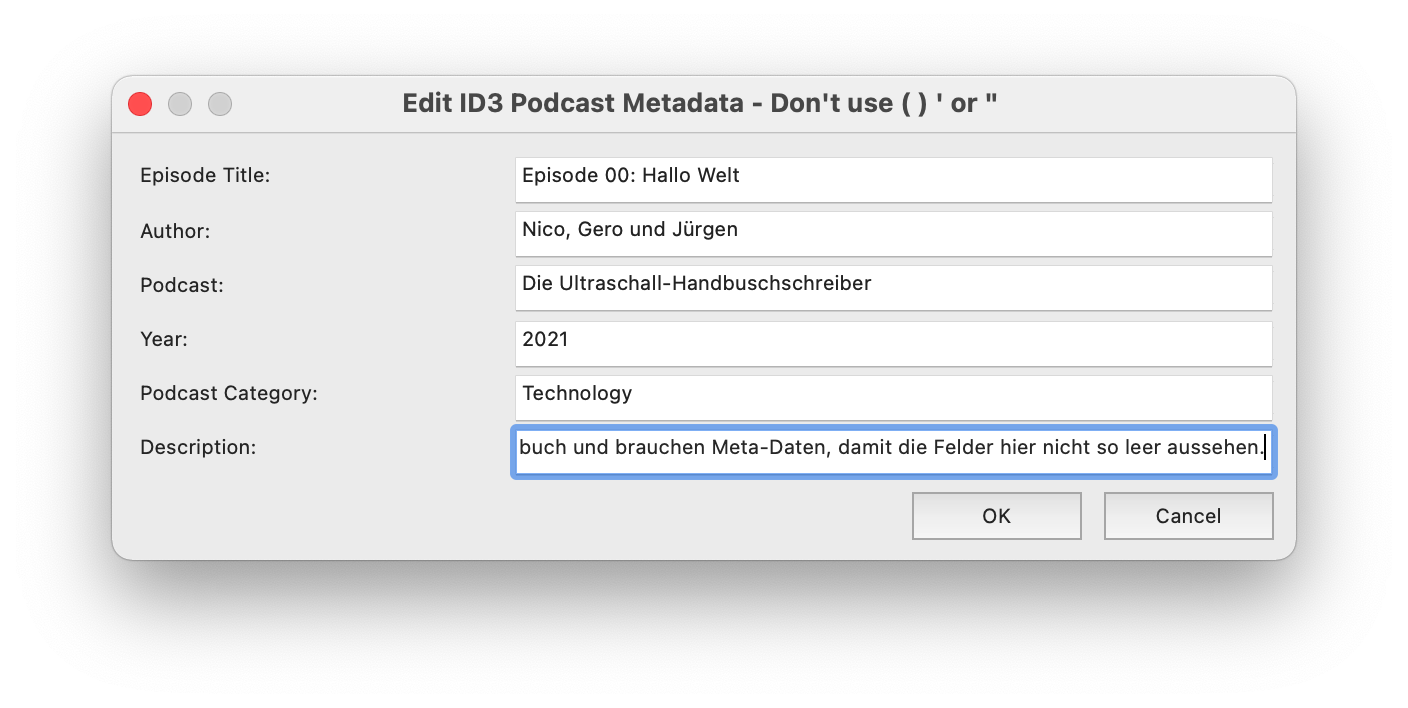 Edit ID3 Podcast Metadata - Don't use ( ) ' or "
Episode Title: Episode 00: Hallo Welt
Author: Nico, Gero und Jürgen
Podcast: Die Ultraschall-Handbuschschreiber
Year: 2021
Podcast Category: Technology
Description: buch und brauchen Meta-Daten, damit die Felder hier nicht so leer aussehen.
OK Cancel